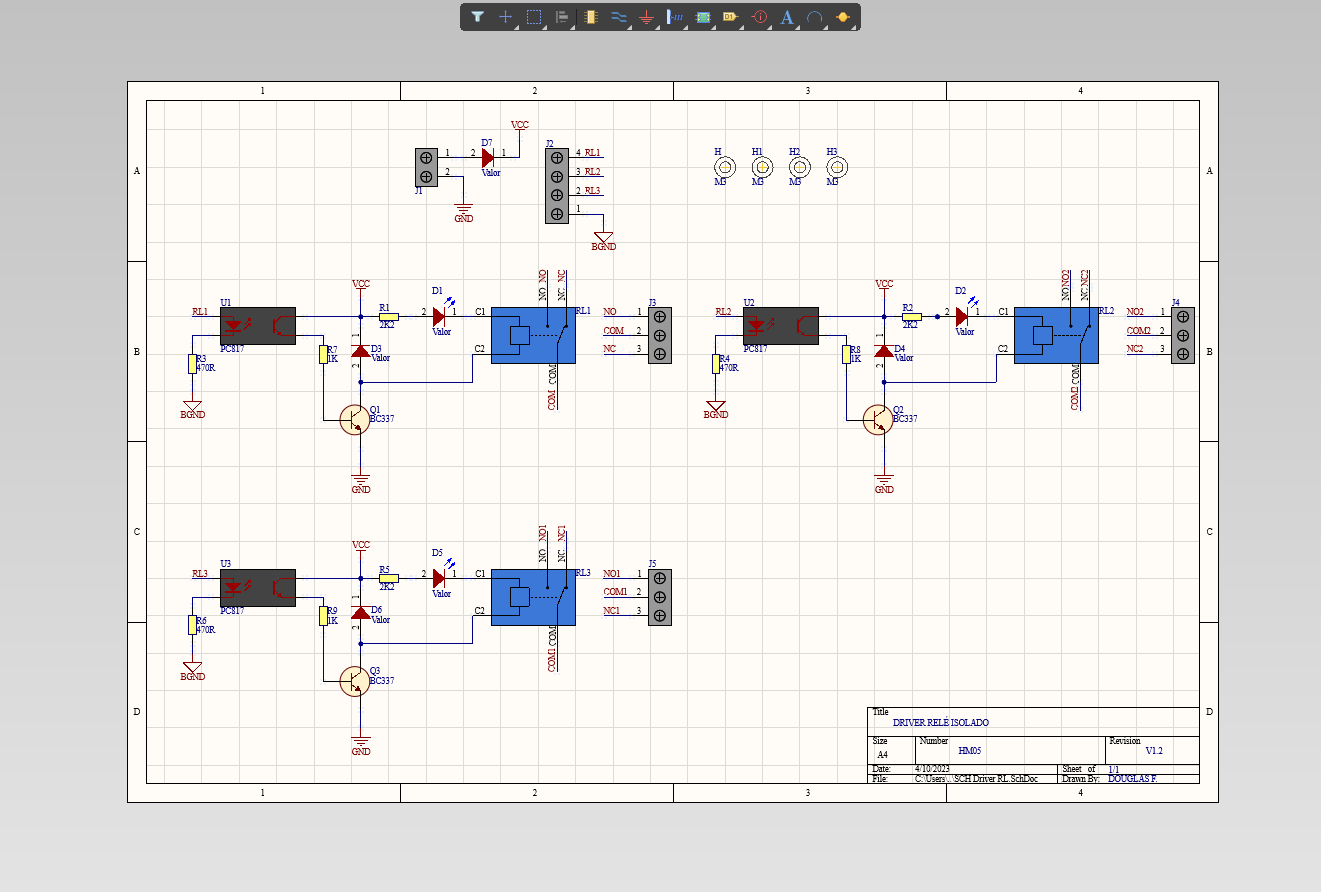 D1
A
1 2 3 4
A A
VCC
D7
J2
1 2 1
2
Valor
J1
GND
4 RL1
3 RL2
2 RL3
1
BGND
H H1 H2 H3
M3 M3 M3 M3
B B
VCC
U1
RL1
PC817
R3
470R
BGND
R7
1K
R1
2K2
D1
2 1
Valor
1
D3
Valor
2
Q1
BC337
GND
C1
C2
NO NO
NC NC
RL1
COM COM
J3
NO 1
COM 2
NC 3
VCC
U2
RL2
PC817
R4
470R
BGND
R8
1K
R2
2K2
D2
2 1
Valor
1
D4
Valor
2
Q2
BC337
GND
C1
C2
NO NO2
NC NC2
RL2
COM2 COM
J4
NO2 1
COM2 2
NC2 3
C C
VCC
U3
RL3
PC817
R6
470R
BGND
R9
1K
R5
2K2
D5
2 1
Valor
1
D6
Valor
2
Q3
BC337
GND
C1
C2
NO NO1
NC NC1
RL3
COM1 COM
J5
NO1 1
COM1 2
NC1 3
D D
Title
DRIVER RELÉ ISOLADO
Size Number Revision
A4 HM05 V1.2
Date: 4/10/2023 Sheet of 1/1
File: C:\Users\..\SCH Driver RL.SchDoc Drawn By: DOUGLAS F.
1 2 3 4